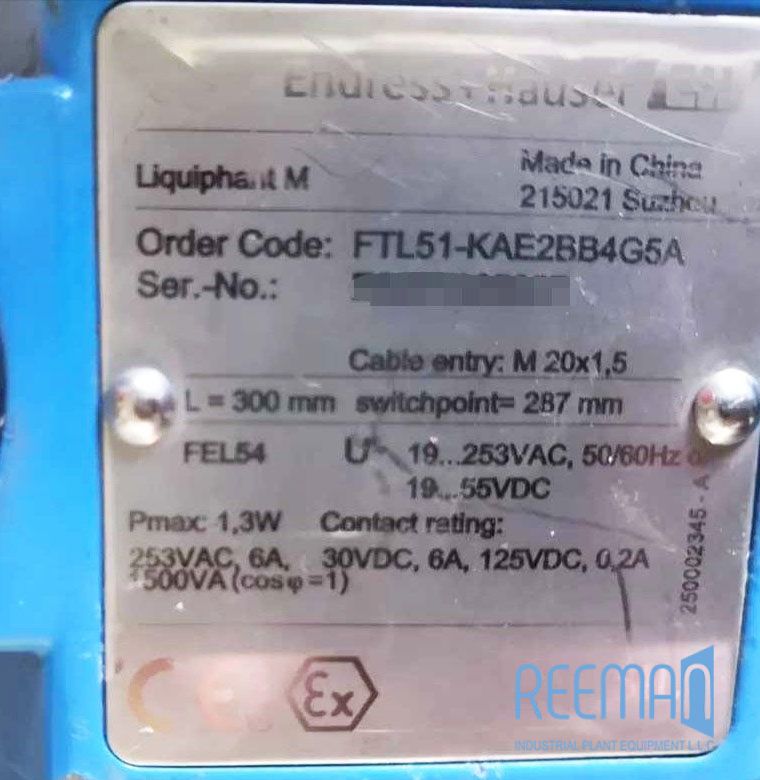 Endress+Hauser EH
Liquiphant M
Made in China
215021 Suzhou
Order Code: FTL51-KAE2BB4G5A
Ser.-No.:
Cable entry: M 20x1,5
L = 300 mm switchpoint= 287 mm
FEL54 U~ 19...253VAC, 50/60Hz
19...55VDC
Pmax: 1,3W Contact rating:
253VAC, 6A, 30VDC, 6A, 125VDC, 0,2A
1500VA (cosφ=1)
250002345 - A
CE Ex
REEMAN
INDUSTRIAL PLANT EQUIPMENT L.L.C